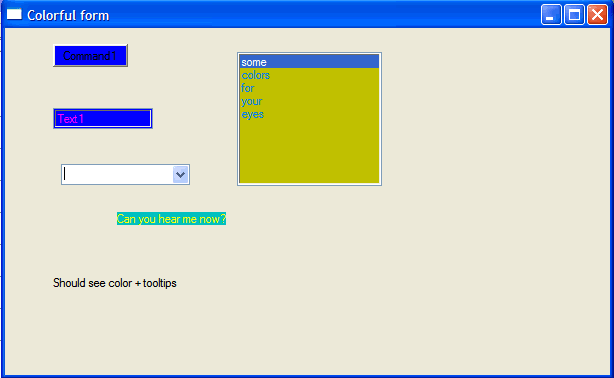 Colorful form
Command1
some
colors
for
your
eyes
Text1
Can you hear me now?
Should see color + tooltips